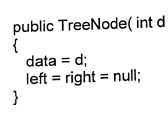 public TreeNode( int d
{
data = d;
left = right = null;
}